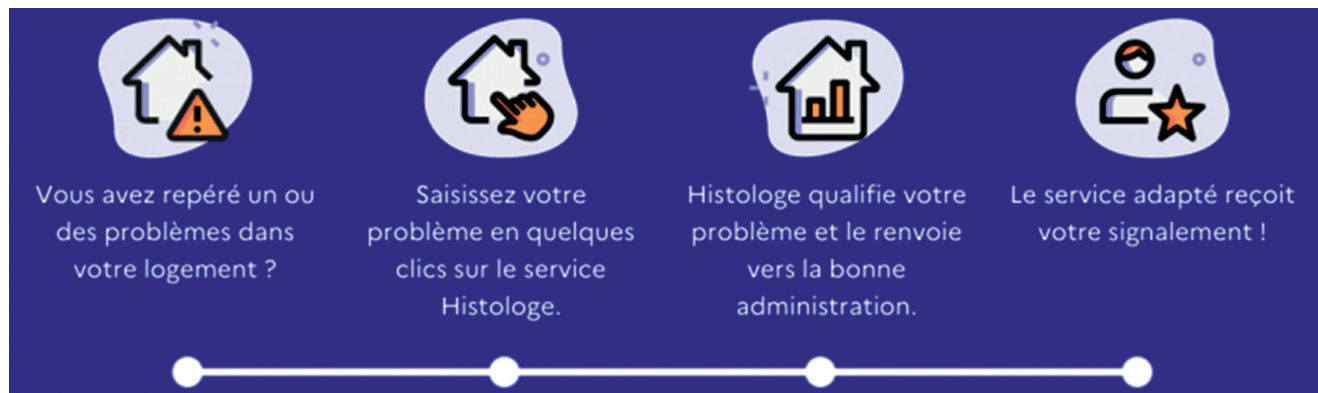 Vous avez repéré un ou
des problèmes dans
votre logement ?
Saisissez votre
problème en quelques
clics sur le service
Histologe.
Histologe qualifie votre
problème et le renvoie
vers la bonne
administration.
Le service adapté reçoit
votre signalement !